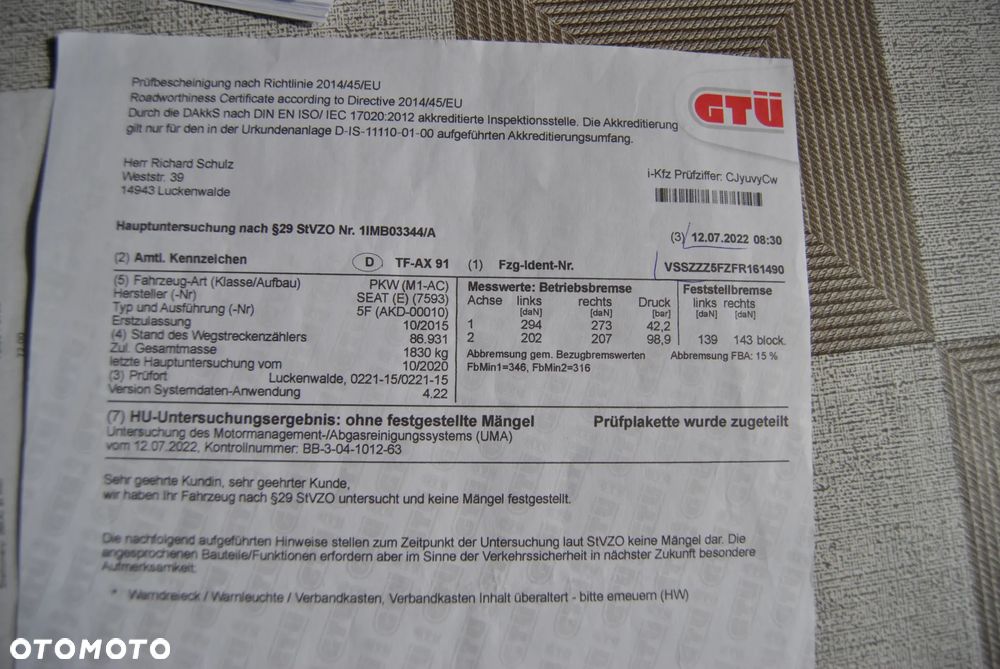 Prüfbescheinigung nach Richtlinie 2014/45/EU
Roadworthiness Certificate according to Directive 2014/45/EU
Durch die DAkkS nach DIN EN ISO/ IEC 17020:2012 akkreditierte Inspektionsstelle. Die Akkreditierung
gilt nur für den in der Urkundenanlage D-IS-11110-01-00 aufgeführten Akkreditierungsumfang.
GTÜ
Herr Richard Schulz
Weststr. 39
14943 Luckenwalde
i-Kfz Prüfziffer: CJyuvyCw
Hauptuntersuchung nach §29 StVZO Nr. 1IMB03344/A
(3) 12.07.2022 08:30
(2) Amtl. Kennzeichen D TF-AX 91 (1) Fzg-Ident-Nr. VSSZZZ5FZFR161490
(5) Fahrzeug-Art (Klasse/Aufbau) PKW (M1-AC)
Hersteller (-Nr) SEAT (E) (7593)
Typ und Ausführung (-Nr) 5F (AKD-00010)
Erstzulassung 10/2015
(4) Stand des Wegstreckenzählers 86.931
Zul. Gesamtmasse 1830 kg
letzte Hauptuntersuchung vom 10/2020
(3) Prüfort Luckenwalde, 0221-15/0221-15
Version Systemdaten-Anwendung 4.22
Messwerte: Betriebsbremse Feststellbremse
Achse links rechts Druck links rechts
[daN] [daN] [bar] [daN] [daN]
1 294 273 42,2
2 202 207 98,9 139 143 block.
Abbremsung gem. Bezugbremswerten Abbremsung FBA: 15 %
FbMin1=346, FbMin2=316
(7) HU-Untersuchungsergebnis: ohne festgestellte Mängel Prüfplakette wurde zugeteilt
Untersuchung des Motormanagement-/Abgasreinigungssystems (UMA)
vom 12.07.2022, Kontrollnummer: BB-3-04-1012-63
Sehr geehrte Kundin, sehr geehrter Kunde,
wir haben Ihr Fahrzeug nach §29 StVZO untersucht und keine Mängel festgestellt.
Die nachfolgend aufgeführten Hinweise stellen zum Zeitpunkt der Untersuchung laut StVZO keine Mängel dar. Die
angesprochenen Bauteile/Funktionen erfordern aber im Sinne der Verkehrssicherheit in nächster Zukunft besondere
Aufmerksamkeit.
* Warndreieck / Warnleuchte / Verbandkasten, Verbandkasten Inhalt überaltert - bitte erneuern (HW)
OTOMOTO